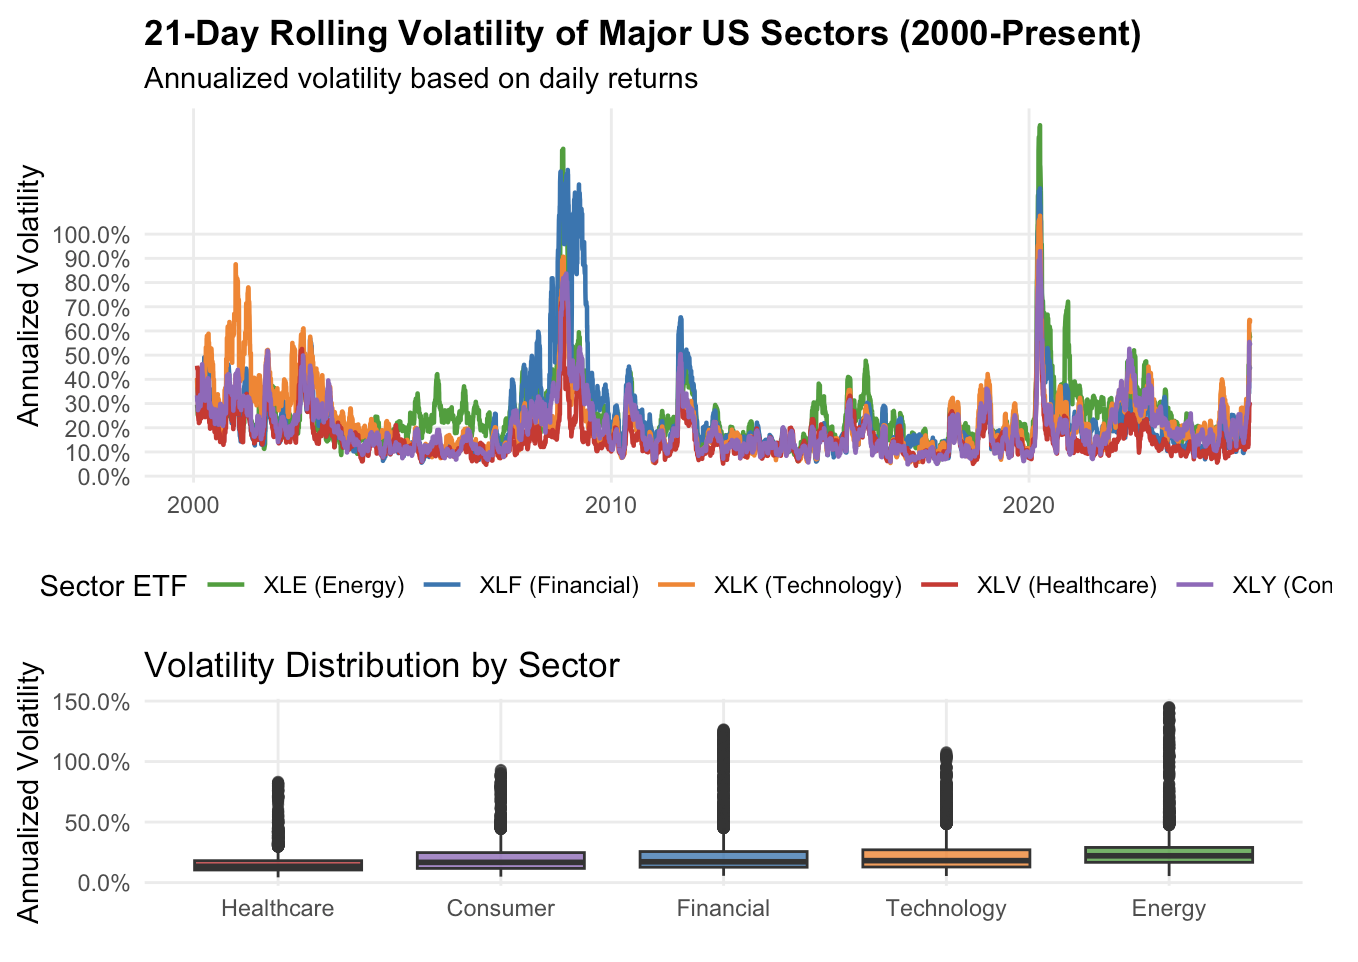 21-Day Rolling Volatility of Major US Sectors (2000-Present)
Annualized volatility based on daily returns
Annualized Volatility
100.0%
90.0%
80.0%
70.0%
60.0%
50.0%
40.0%
30.0%
20.0%
10.0%
0.0%
2000 2010 2020
Sector ETF XLE (Energy) XLF (Financial) XLK (Technology) XLV (Healthcare) XLY (Con
Volatility Distribution by Sector
Annualized Volatility
150.0%
100.0%
50.0%
0.0%
Healthcare Consumer Financial Technology Energy